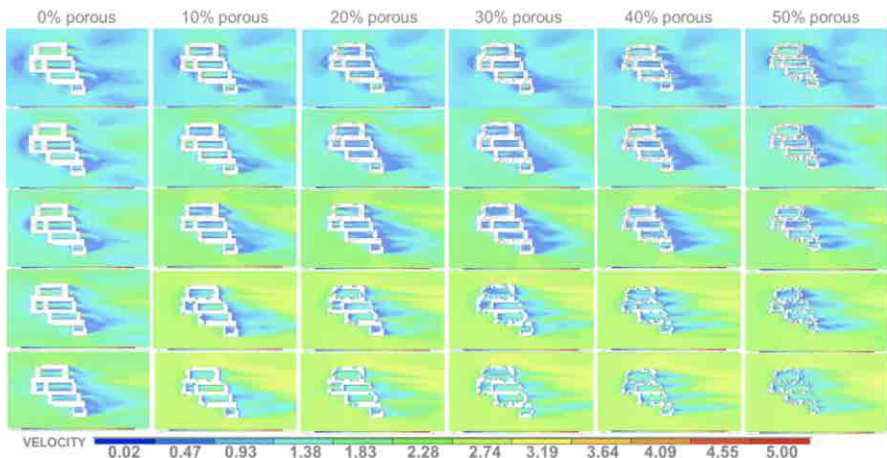 0% porous 10% porous 20% porous 30% porous 40% porous 50% porous
VELOCITY
0.02 0.47 0.93 1.38 1.83 2.28 2.74 3.19 3.64 4.09 4.55 5.00